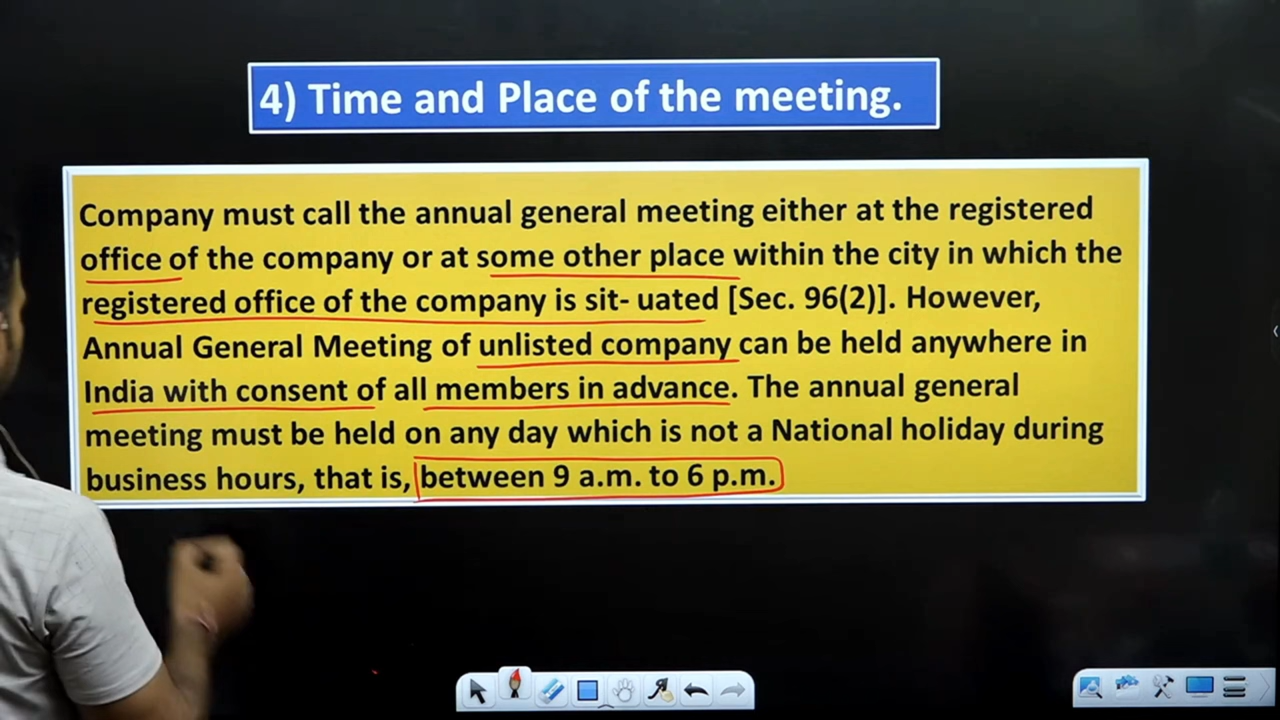 4) Time and Place of the meeting.
Company must call the annual general meeting either at the registered
office of the company or at some other place within the city in which the
registered office of the company is sit- uated [Sec. 96(2)]. However,
Annual General Meeting of unlisted company can be held anywhere in
India with consent of all members in advance. The annual general
meeting must be held on any day which is not a National holiday during
business hours, that is, between 9 a.m. to 6 p.m.